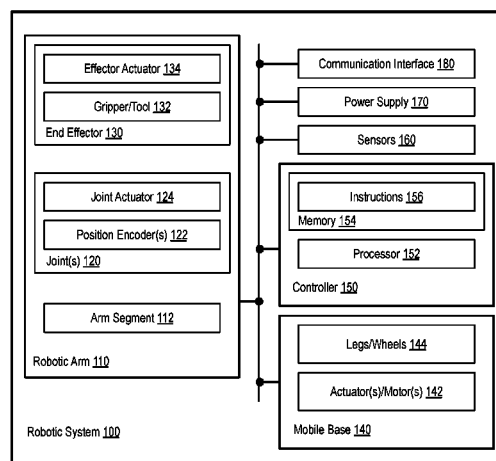 Effector Actuator 134
Gripper/Tool 132
End Effector 130
Joint Actuator 124
Position Encoder(s) 122
Joint(s) 120
Arm Segment 112
Robotic Arm 110
Robotic System 100
Communication Interface 180
Power Supply 170
Sensors 160
Instructions 156
Memory 154
Processor 152
Controller 150
Legs/Wheels 144
Actuator(s)/Motor(s) 142
Mobile Base 140